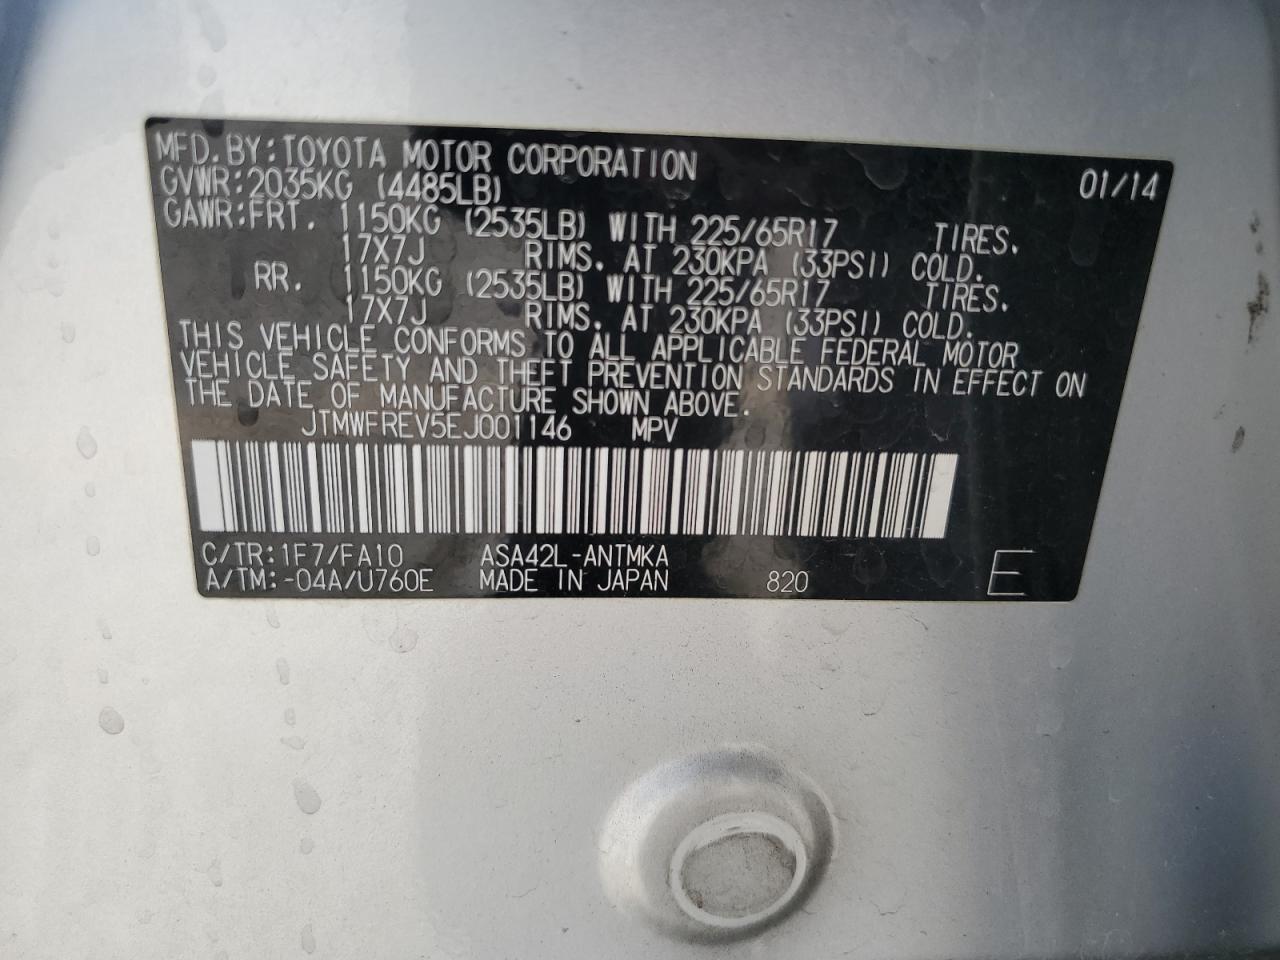 MFD. BY: TOYOTA MOTOR CORPORATION 01/14
GVWR: 2035KG (4485LB)
GAWR: FRT. 1150KG (2535LB) WITH 225/65R17 TIRES.
17X7J RIMS. AT 230KPA (33PSI) COLD.
RR. 1150KG (2535LB) WITH 225/65R17 TIRES.
17X7J RIMS. AT 230KPA (33PSI) COLD.
THIS VEHICLE CONFORMS TO ALL APPLICABLE FEDERAL MOTOR
VEHICLE SAFETY AND THEFT PREVENTION STANDARDS IN EFFECT ON
THE DATE OF MANUFACTURE SHOWN ABOVE.
JTMWFREV5EJ001146 MPV
C/TR: 1F7/FA10 ASA42L-ANTMKA
A/TM: -04A/U760E MADE IN JAPAN 820 E